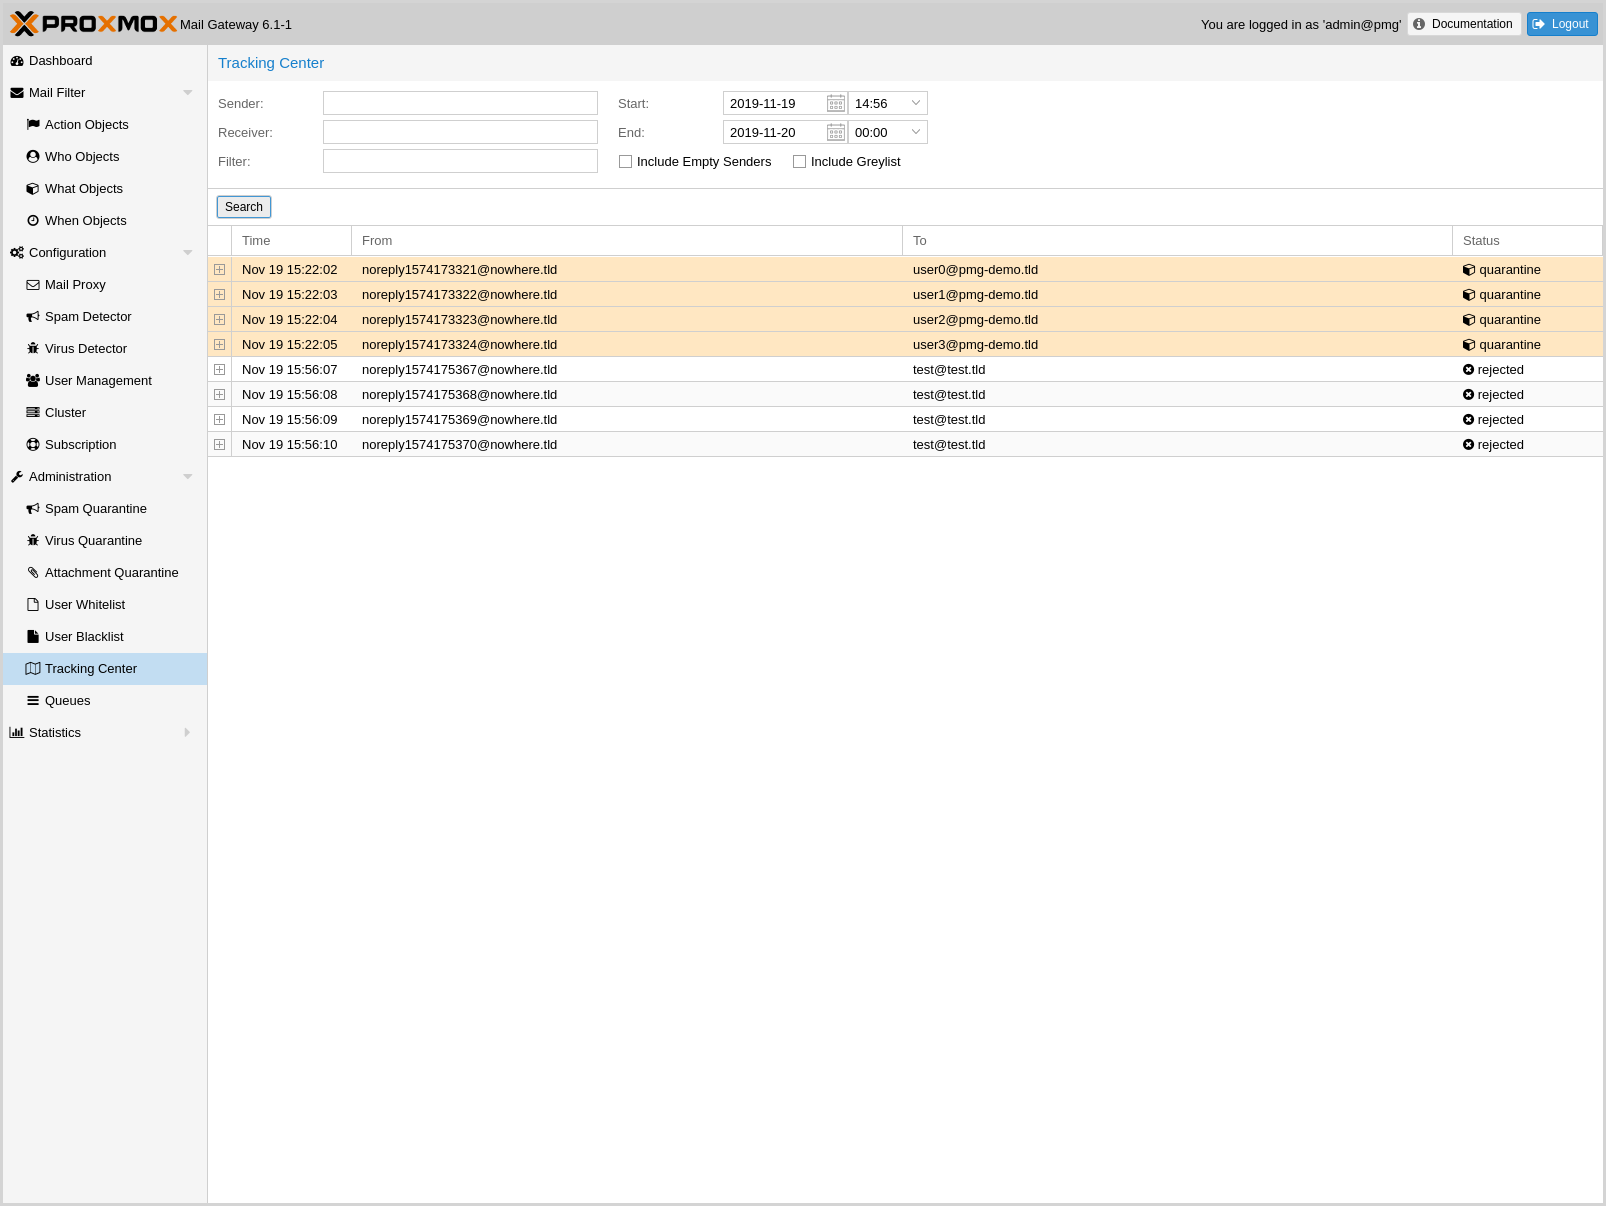 PROXMOX Mail Gateway 6.1-1
You are logged in as 'admin@pmg' Documentation Logout
Dashboard
Mail Filter
Action Objects
Who Objects
What Objects
When Objects
Configuration
Mail Proxy
Spam Detector
Virus Detector
User Management
Cluster
Subscription
Administration
Spam Quarantine
Virus Quarantine
Attachment Quarantine
User Whitelist
User Blacklist
Tracking Center
Queues
Statistics
Tracking Center
Sender: Start: 2019-11-19 14:56
Receiver: End: 2019-11-20 00:00
Filter: Include Empty Senders Include Greylist
Search
Time From To Status
Nov 19 15:22:02 noreply1574173321@nowhere.tld user0@pmg-demo.tld quarantine
Nov 19 15:22:03 noreply1574173322@nowhere.tld user1@pmg-demo.tld quarantine
Nov 19 15:22:04 noreply1574173323@nowhere.tld user2@pmg-demo.tld quarantine
Nov 19 15:22:05 noreply1574173324@nowhere.tld user3@pmg-demo.tld quarantine
Nov 19 15:56:07 noreply1574175367@nowhere.tld test@test.tld rejected
Nov 19 15:56:08 noreply1574175368@nowhere.tld test@test.tld rejected
Nov 19 15:56:09 noreply1574175369@nowhere.tld test@test.tld rejected
Nov 19 15:56:10 noreply1574175370@nowhere.tld test@test.tld rejected